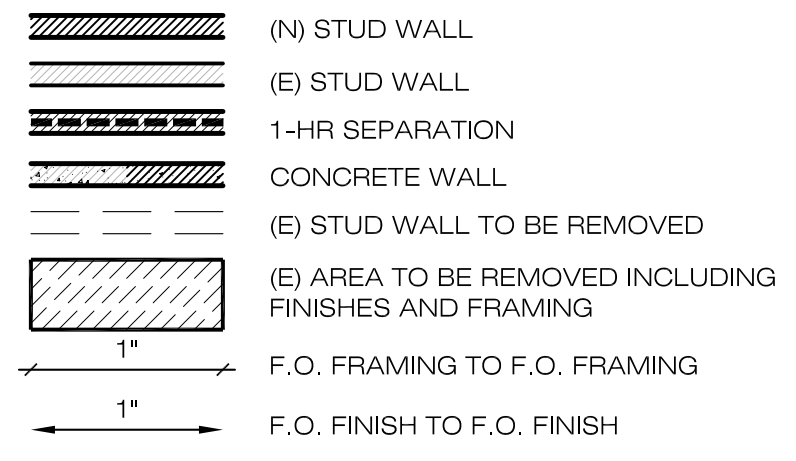 (N) STUD WALL
(E) STUD WALL
1-HR SEPARATION
CONCRETE WALL
(E) STUD WALL TO BE REMOVED
(E) AREA TO BE REMOVED INCLUDING
FINISHES AND FRAMING
1"
F.O. FRAMING TO F.O. FRAMING
1"
F.O. FINISH TO F.O. FINISH